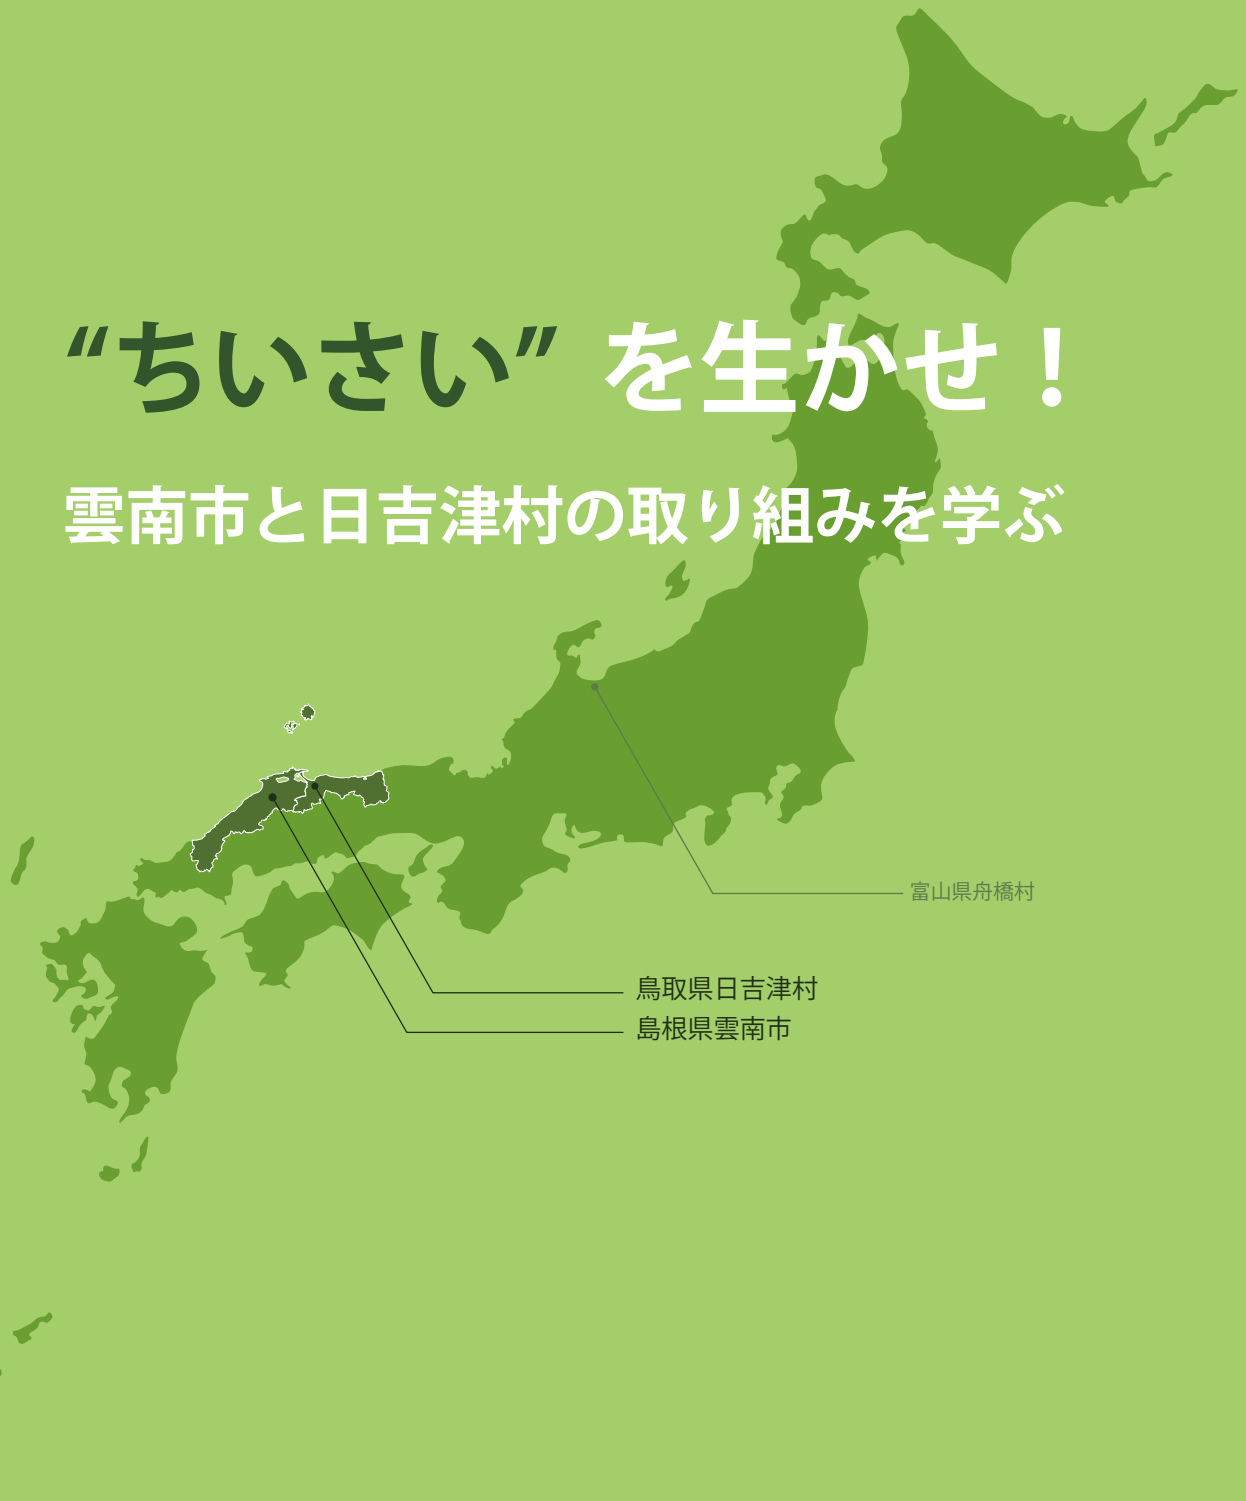 “ちいさい” を生かせ！
雲南市と日吉津村の取り組みを学ぶ
富山県舟橋村
鳥取県日吉津村
島根県雲南市